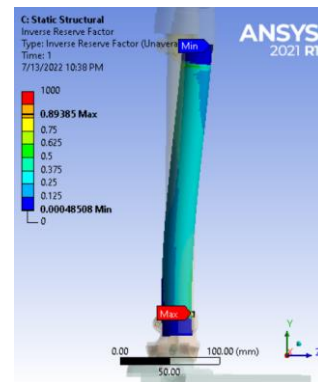 C: Static Structural
Inverse Reserve Factor
Type: Inverse Reserve Factor (Unavera
Time: 1
7/13/2022 10:38 PM
ANSYS
2021 R1
Min
1000
0.89385 Max
0.75
0.625
0.5
0.375
0.25
0.125
0.00048508 Min
0
Max
0.00
100.00 (mm)
50.00
Y
Z